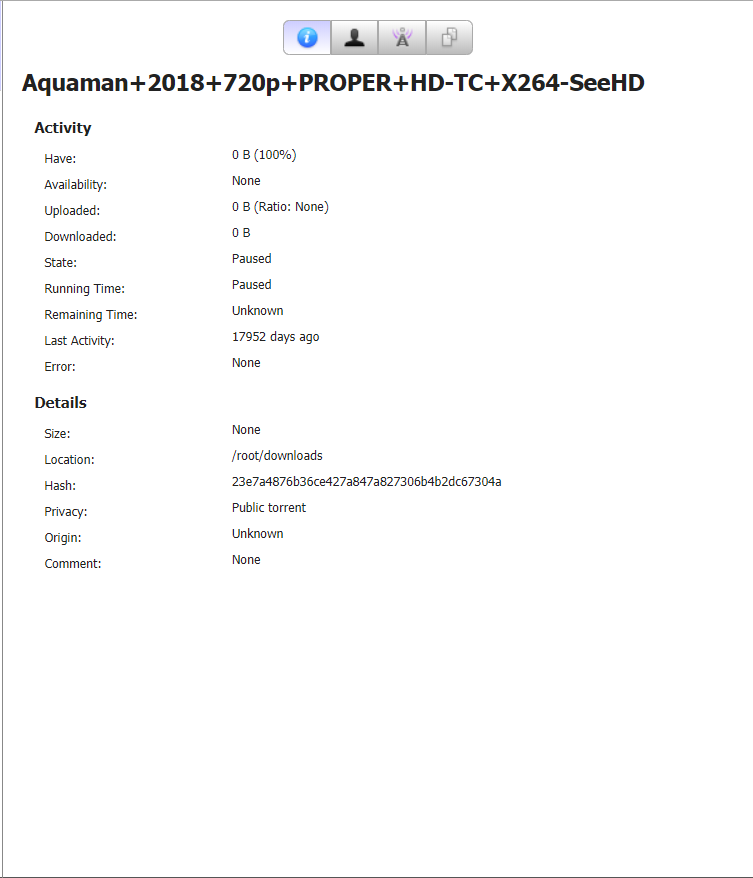 Aquaman+2018+720p+PROPER+HD-TC+X264-SeeHD
Activity
Have: 0 B (100%)
Availability: None
Uploaded: 0 B (Ratio: None)
Downloaded: 0 B
State: Paused
Running Time: Paused
Remaining Time: Unknown
Last Activity: 17952 days ago
Error: None
Details
Size: None
Location: /root/downloads
Hash: 23e7a4876b36ce427a847a827306b4b2dc67304a
Privacy: Public torrent
Origin: Unknown
Comment: None